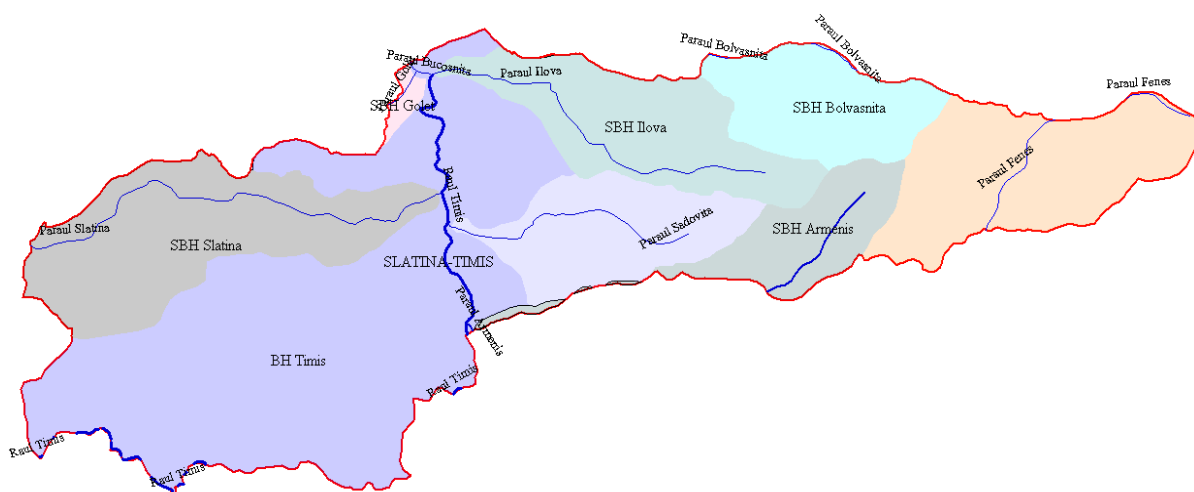 Paraul Bolvasnita
Paraul Bolvasnita
Paraul Bucosnita
Paraul Ilova
Paraul Fenes
Paraul Golet
SBH Golet
SBH Ilova
SBH Bolvasnita
Paraul Fenes
Raul Timis
Paraul Slatina
SBH Slatina
Paraul Sadovita
SBH Armenis
SLATINA-TIMIS
Paraul Armenis
BH Timis
Raul Timis
Raul Timis
Raul Timis